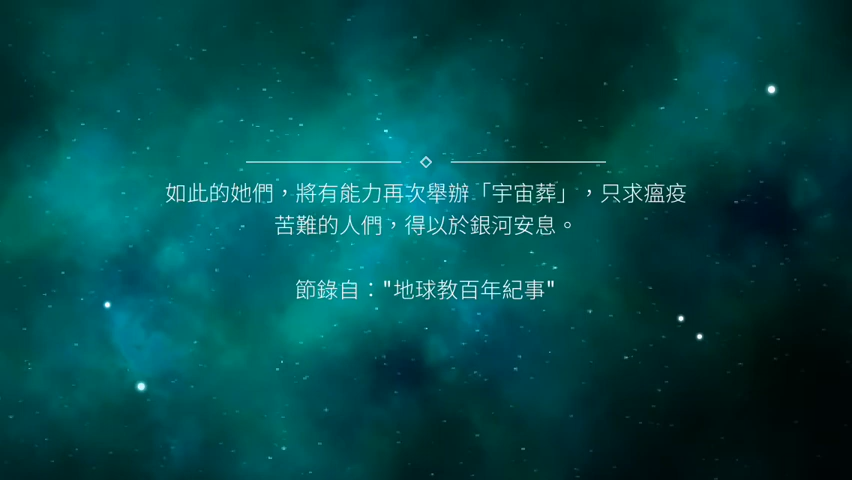 如此的她們，將有能力再次舉辦「宇宙葬」，只求瘟疫
苦難的人們，得以於銀河安息。
節錄自："地球教百年紀事"